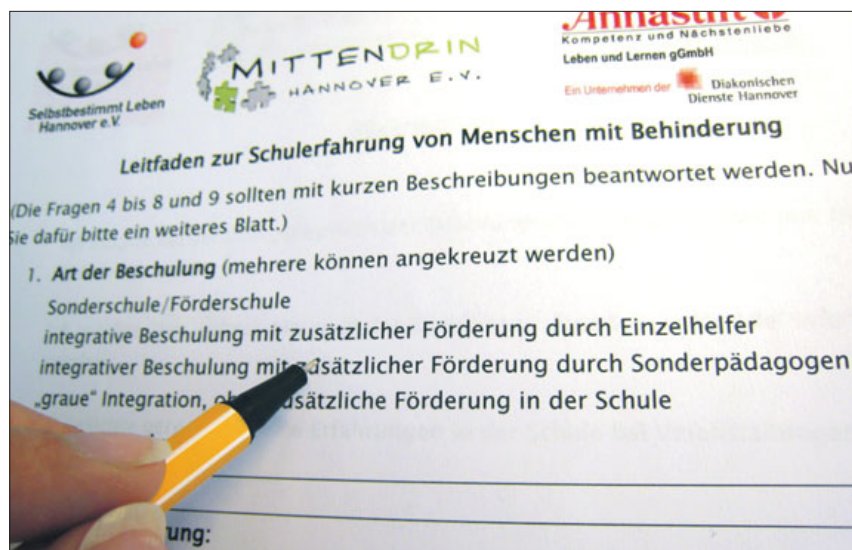 Selbstbestimmt Leben
Hannover e.V.
MITTENDRIN
HANNOVER E.V.
Annastift
Kompetenz und Nächstenliebe
Leben und Lernen gGmbH
Ein Unternehmen der Diakonischen
Dienste Hannover
Leitfaden zur Schulerfahrung von Menschen mit Behinderung
(Die Fragen 4 bis 8 und 9 sollten mit kurzen Beschreibungen beantwortet werden. Nu
Sie dafür bitte ein weiteres Blatt.)
1. Art der Beschulung (mehrere können angekreuzt werden)
Sonderschule/Förderschule
integrative Beschulung mit zusätzlicher Förderung durch Einzelhelfer
integrativer Beschulung mit zusätzlicher Förderung durch Sonderpädagogen
„graue“ Integration, zusätzliche Förderung in der Schule
rung: